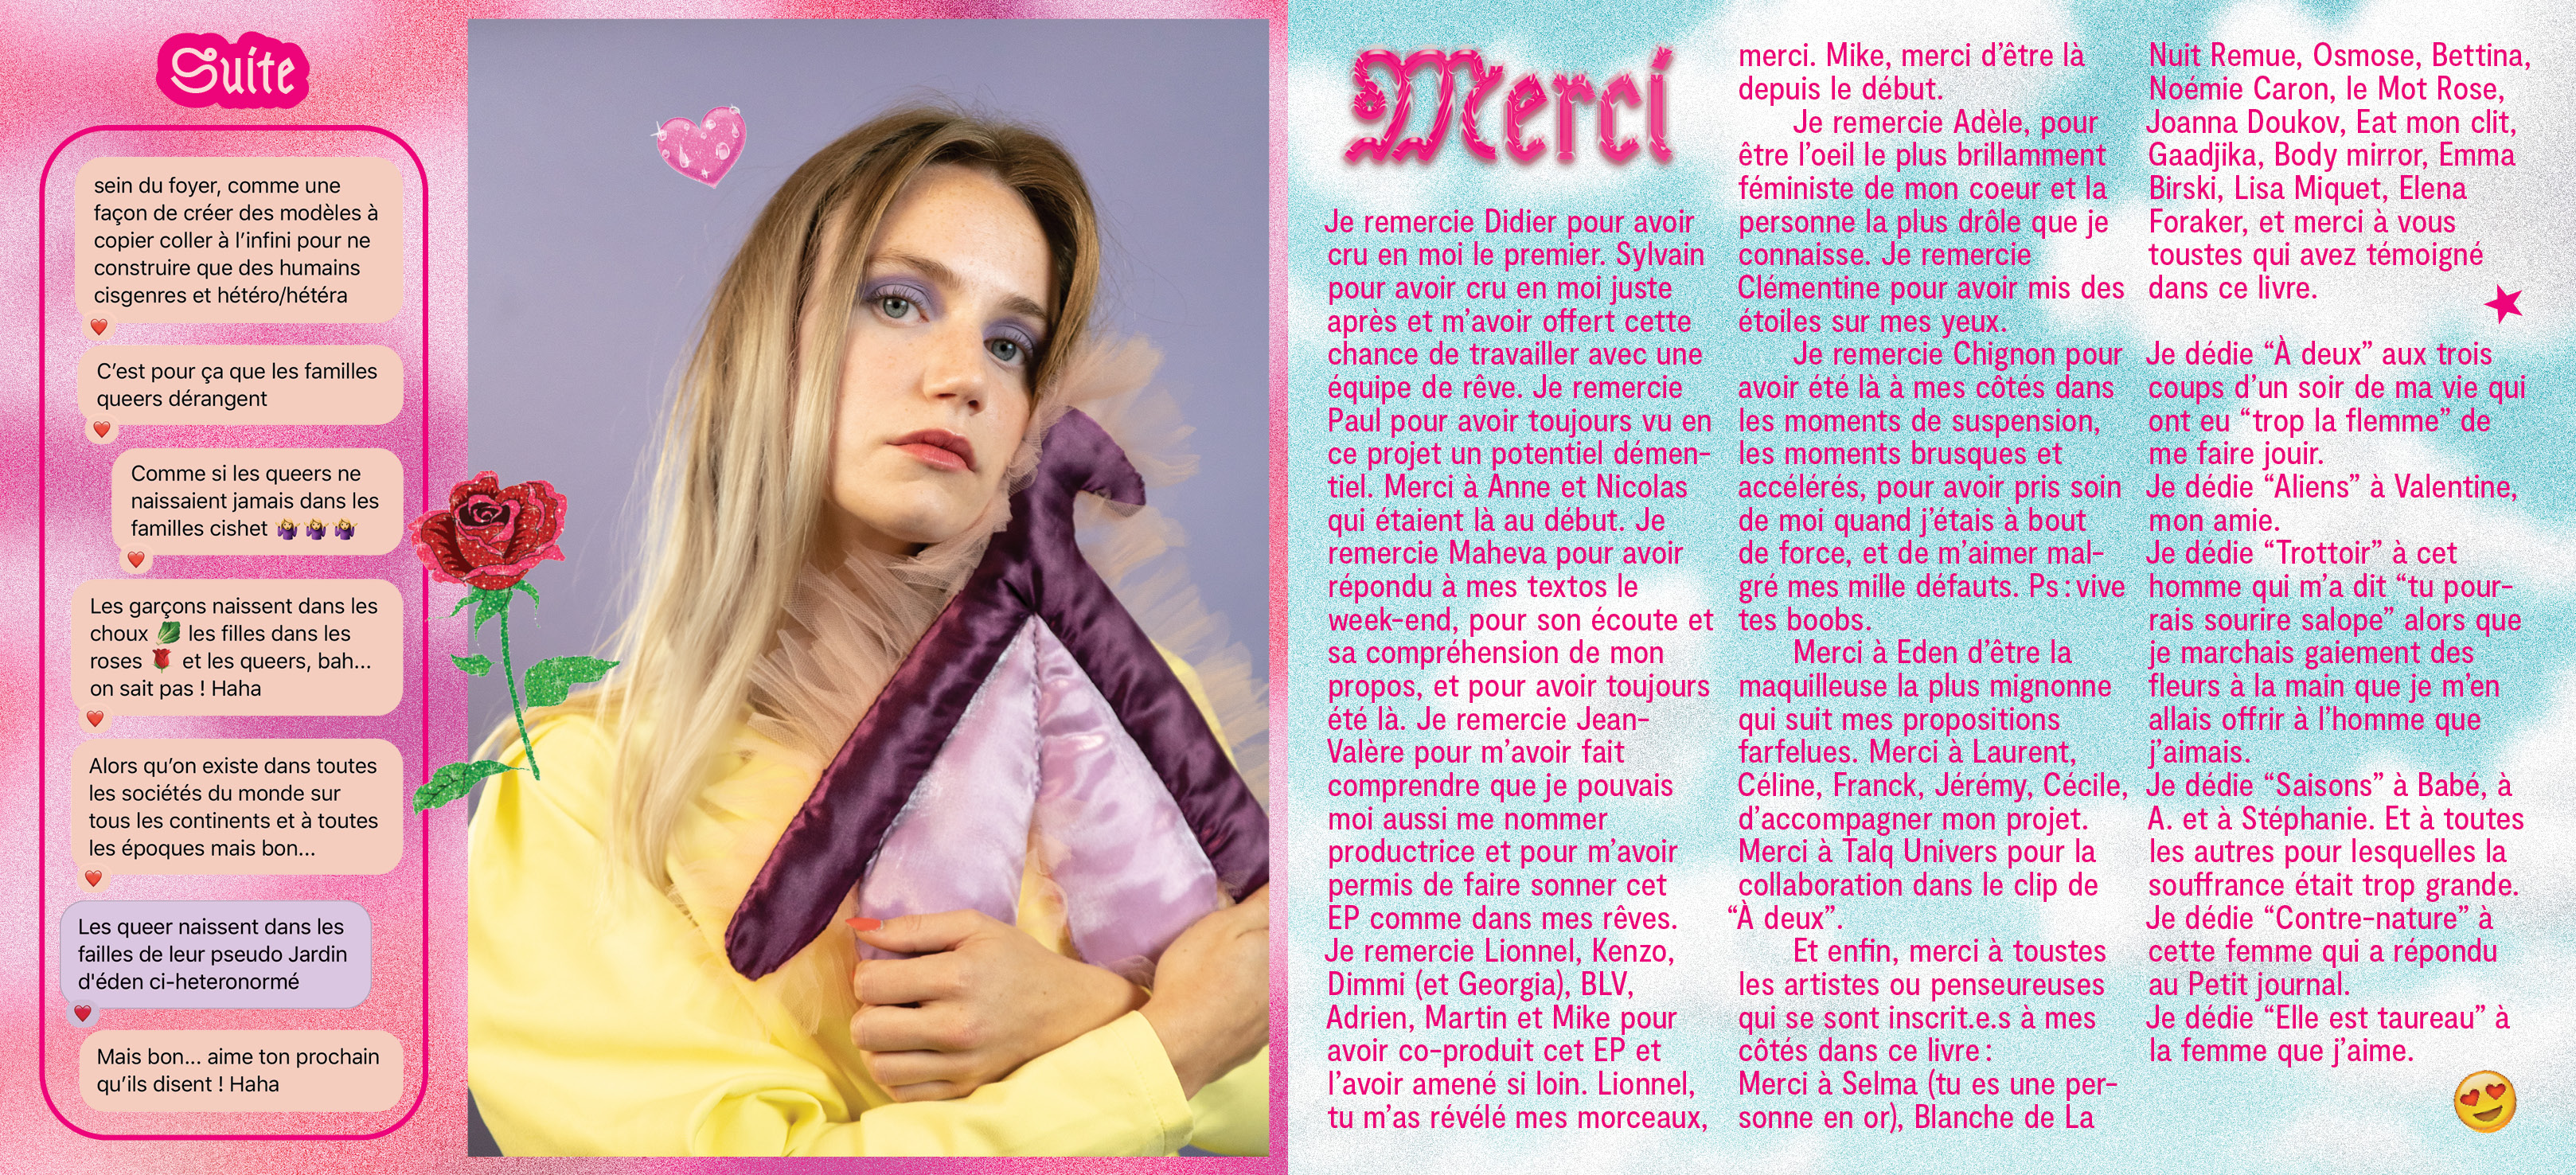 Suite
sein du foyer, comme une
façon de créer des modèles à
copier coller à l’infini pour ne
construire que des humains
cisgenres et hétéro/hétéra
C’est pour ça que les familles
queers dérangent
Comme si les queers ne
naissaient jamais dans les
familles cishet 🤷‍♀️🤷‍♀️🤷‍♀️
Les garçons naissent dans les
choux 🥬 les filles dans les
roses 🌹 et les queers, bah...
on sait pas ! Haha
Alors qu’on existe dans toutes
les sociétés du monde sur
tous les continents et à toutes
les époques mais bon...
Les queer naissent dans les
failles de leur pseudo Jardin
d'éden ci-heteronormé
Mais bon... aime ton prochain
qu’ils disent ! Haha
Merci
Je remercie Didier pour avoir
cru en moi le premier. Sylvain
pour avoir cru en moi juste
après et m’avoir offert cette
chance de travailler avec une
équipe de rêve. Je remercie
Paul pour avoir toujours vu en
ce projet un potentiel démen-
tiel. Merci à Anne et Nicolas
qui étaient là au début. Je
remercie Maheva pour avoir
répondu à mes textos le
week-end, pour son écoute et
sa compréhension de mon
propos, et pour avoir toujours
été là. Je remercie Jean-
Valère pour m’avoir fait
comprendre que je pouvais
moi aussi me nommer
productrice et pour m’avoir
permis de faire sonner cet
EP comme dans mes rêves.
Je remercie Lionnel, Kenzo,
Dimmi (et Georgia), BLV,
Adrien, Martin et Mike pour
avoir co-produit cet EP et
l’avoir amené si loin. Lionnel,
tu m’as révélé mes morceaux,
merci. Mike, merci d’être là
depuis le début.
Je remercie Adèle, pour
être l’oeil le plus brillamment
féministe de mon coeur et la
personne la plus drôle que je
connaisse. Je remercie
Clémentine pour avoir mis des
étoiles sur mes yeux.
Je remercie Chignon pour
avoir été là à mes côtés dans
les moments de suspension,
les moments brusques et
accélérés, pour avoir pris soin
de moi quand j’étais à bout
de force, et de m’aimer mal-
gré mes mille défauts. Ps : vive
tes boobs.
Merci à Eden d’être la
maquilleuse la plus mignonne
qui suit mes propositions
farfelues. Merci à Laurent,
Céline, Franck, Jérémy, Cécile,
d’accompagner mon projet.
Merci à Talq Univers pour la
collaboration dans le clip de
“À deux”.
Et enfin, merci à toustes
les artistes ou penseureuses
qui se sont inscrit.e.s à mes
côtés dans ce livre :
Merci à Selma (tu es une per-
sonne en or), Blanche de La
Nuit Remue, Osmose, Bettina,
Noémie Caron, le Mot Rose,
Joanna Doukov, Eat mon clit,
Gaadjika, Body mirror, Emma
Birski, Lisa Miquet, Elena
Foraker, et merci à vous
toustes qui avez témoigné
dans ce livre.
Je dédie “À deux” aux trois
coups d’un soir de ma vie qui
ont eu “trop la flemme” de
me faire jouir.
Je dédie “Aliens” à Valentine,
mon amie.
Je dédie “Trottoir” à cet
homme qui m’a dit “tu pour-
rais sourire salope” alors que
je marchais gaiement des
fleurs à la main que je m’en
allais offrir à l’homme que
j’aimais.
Je dédie “Saisons” à Babé, à
A. et à Stéphanie. Et à toutes
les autres pour lesquelles la
souffrance était trop grande.
Je dédie “Contre-nature” à
cette femme qui a répondu
au Petit journal.
Je dédie “Elle est taureau” à
la femme que j’aime.